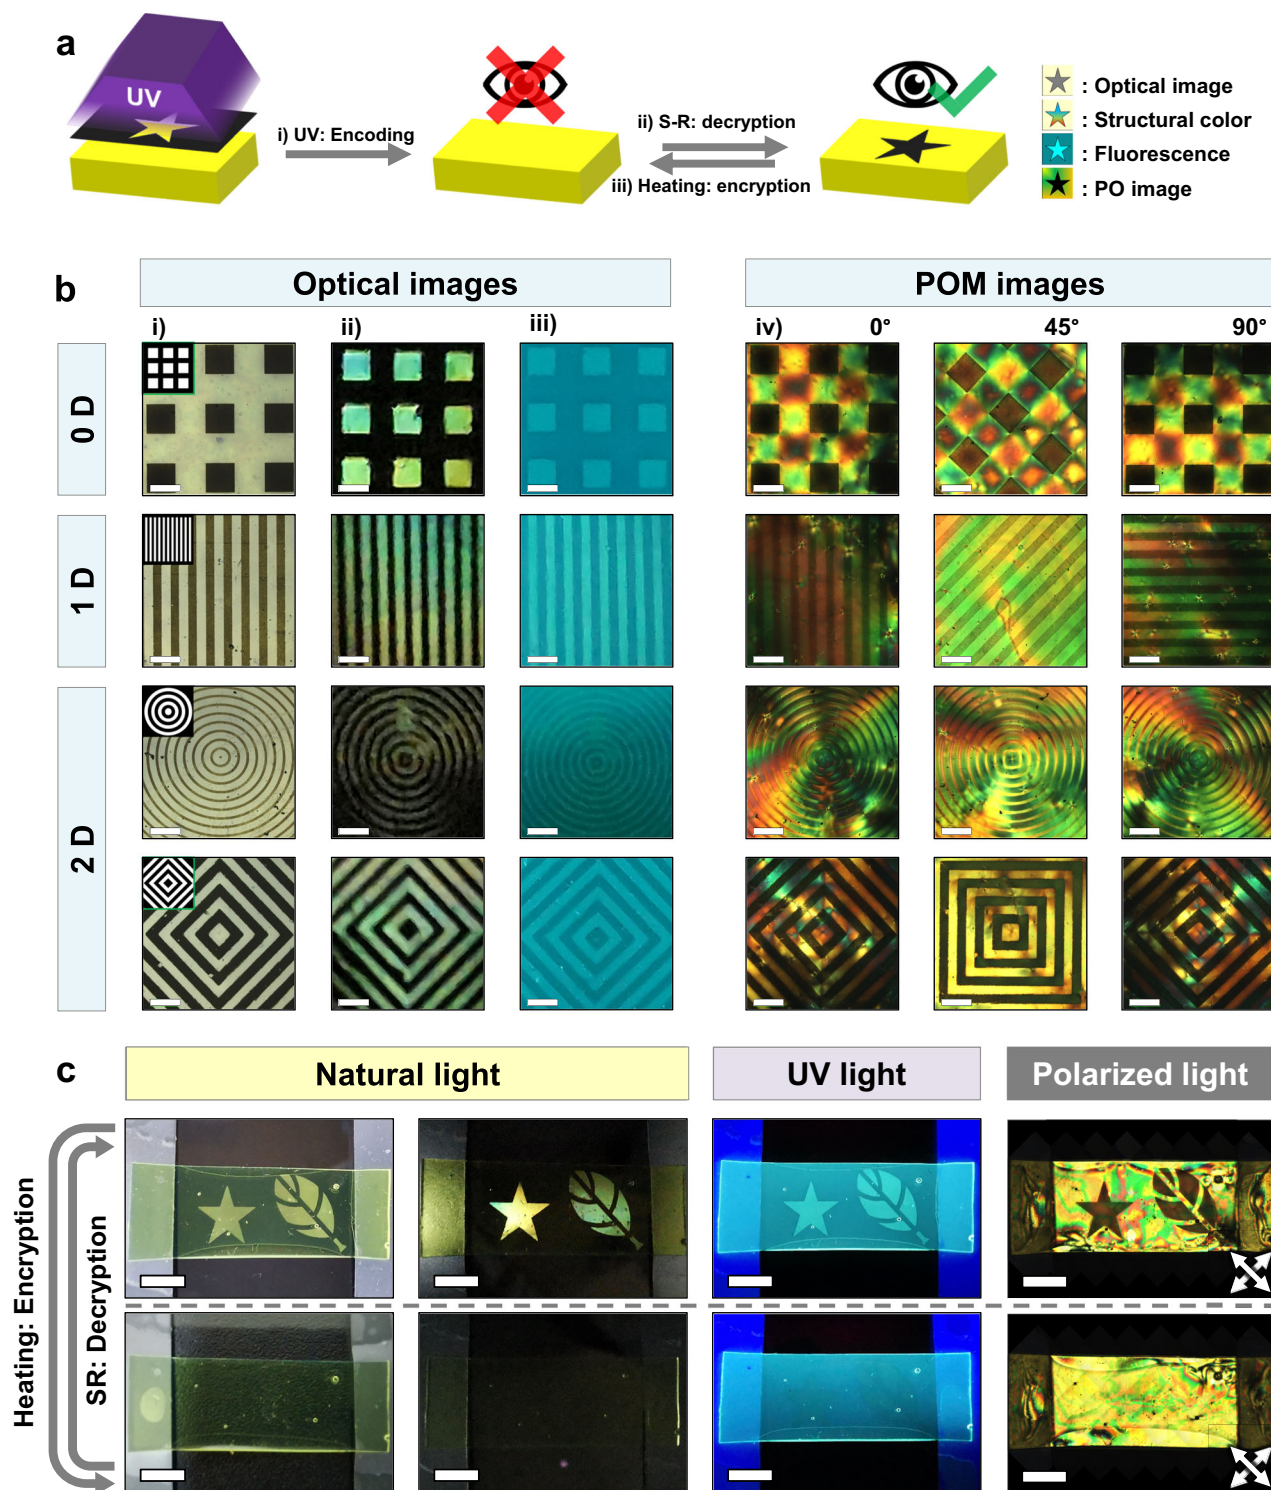 a
UV
i) UV: Encoding
ii) S-R: decryption
iii) Heating: encryption
: Optical image
: Structural color
: Fluorescence
: PO image
b
Optical images
POM images
i)
ii)
iii)
iv)
0°
45°
90°
0 D
1 D
2 D
c
Natural light
UV light
Polarized light
Heating: Encryption
SR: Decryption